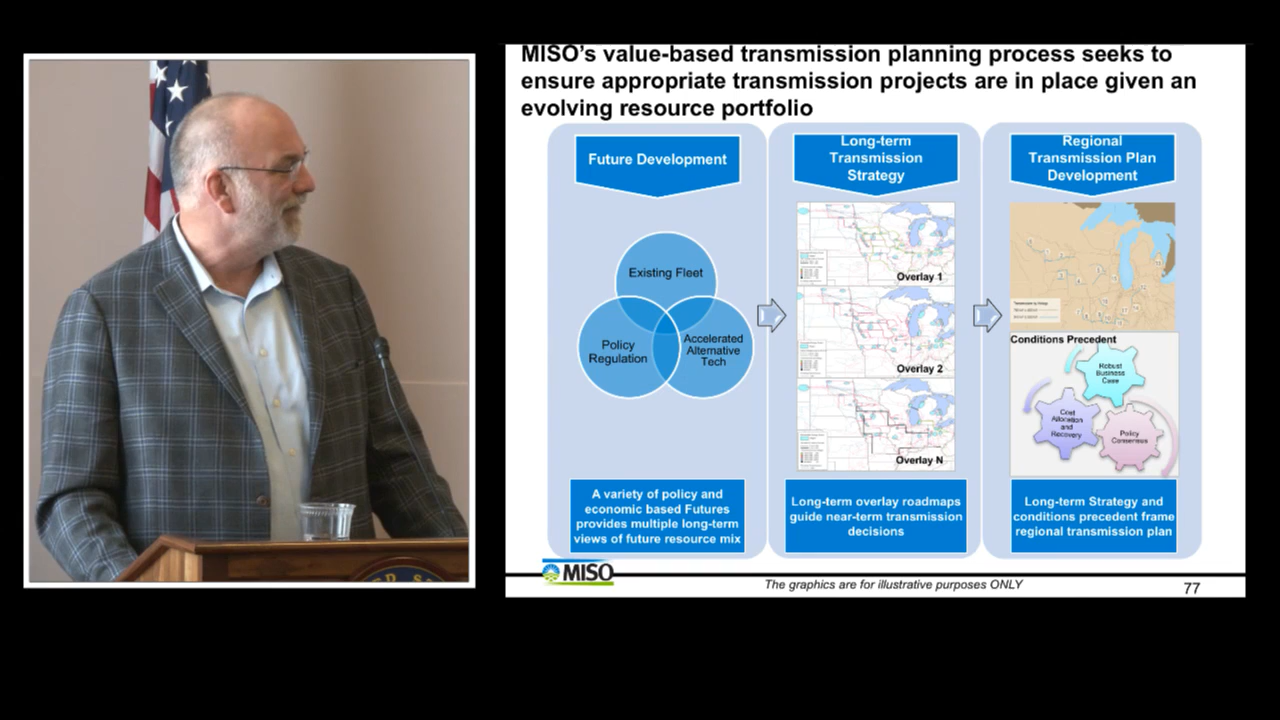 MISO's value-based transmission planning process seeks to
ensure appropriate transmission projects are in place given an
evolving resource portfolio
Future Development
Existing Fleet
Policy
Regulation
Accelerated
Alternative
Tech
A variety of policy and
economic based Futures
provides multiple long-term
views of future resource mix
Long-term
Transmission
Strategy
Overlay 1
Overlay 2
Overlay N
Long-term overlay roadmaps
guide near-term transmission
decisions
Regional
Transmission Plan
Development
Conditions Precedent
Robust
Business
Case
Cost
Allocation
and
Recovery
Policy
Consensus
Long-term Strategy and
conditions precedent frame
regional transmission plan
MISO
The graphics are for illustrative purposes ONLY
77